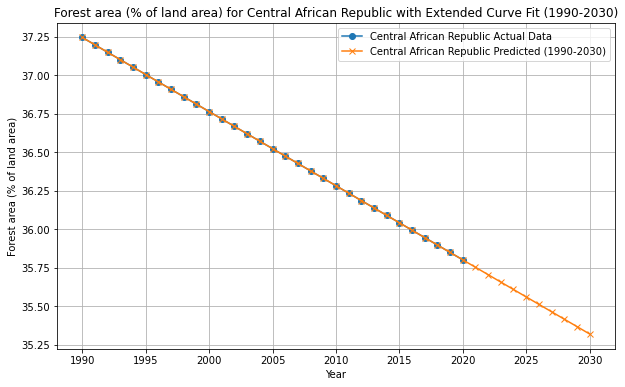 Forest area (% of land area) for Central African Republic with Extended Curve Fit (1990-2030)
Central African Republic Actual Data
Central African Republic Predicted (1990-2030)
Forest area (% of land area)
37.25
37.00
36.75
36.50
36.25
36.00
35.75
35.50
35.25
1990 1995 2000 2005 2010 2015 2020 2025 2030
Year